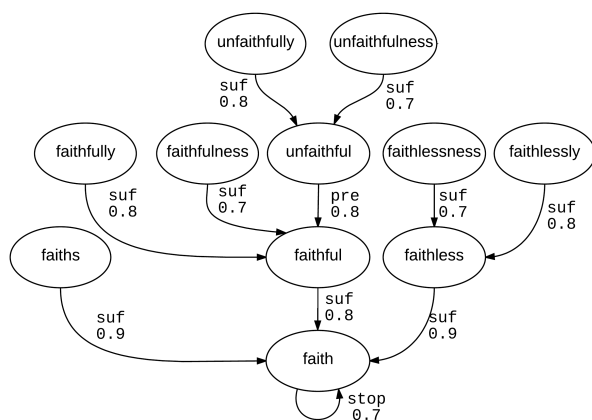 unfaithfully unfaithfulness
suf 0.8
suf 0.7
faithfully faithfulness unfaithful faithlessness faithlessly
suf 0.8
suf 0.7
pre 0.8
suf 0.7
suf 0.8
faiths faithful faithless
suf 0.9
suf 0.8
suf 0.9
faith
stop 0.7